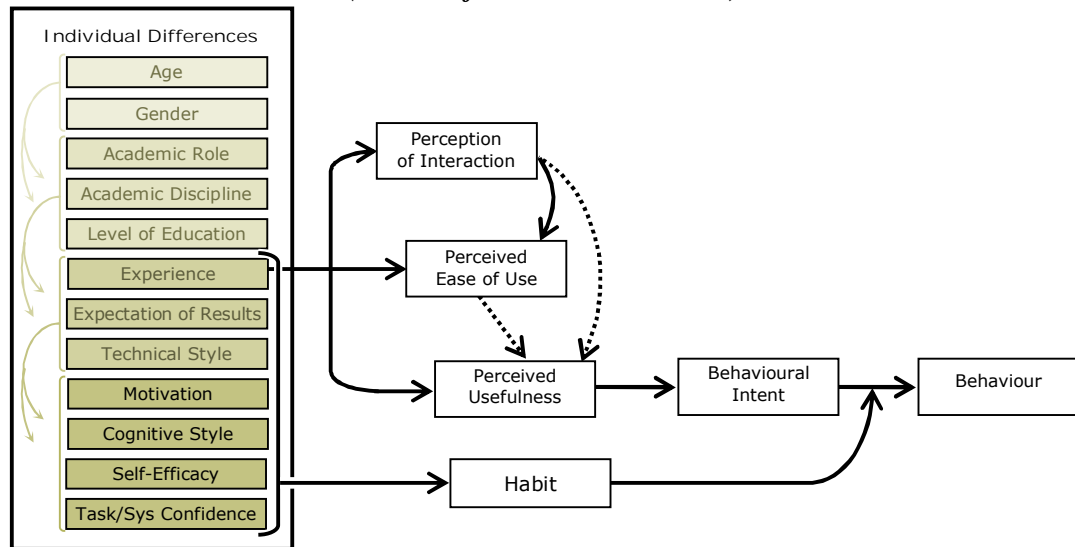 Individual Differences
Age
Gender
Academic Role
Academic Discipline
Level of Education
Experience
Expectation of Results
Technical Style
Motivation
Cognitive Style
Self-Efficacy
Task/Sys Confidence
Perception
of Interaction
Perceived
Ease of Use
Perceived
Usefulness
Behavioural
Intent
Behaviour
Habit